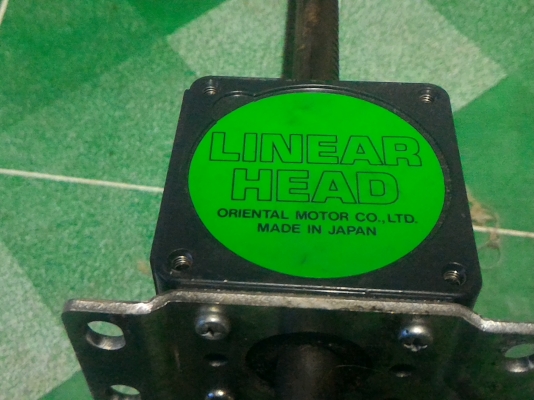 LINEAR
HEAD
ORIENTAL MOTOR CO.,LTD.
MADE IN JAPAN